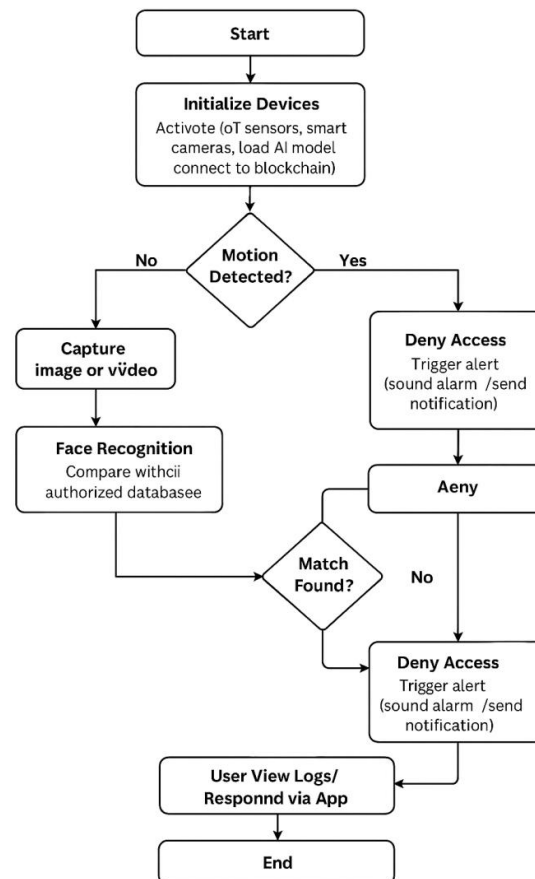 Start
Initialize Devices
Activote (oT sensors, smart
cameras, load AI model
connect to blockchain)
Motion
Detected?
No
Yes
Capture
image or vvdeo
Face Recognition
Compare withcii
authorized databasee
Deny Access
Trigger alert
(sound alarm /send
notification)
Aeny
Match
Found?
No
Deny Access
Trigger alert
(sound alarm /send
notification)
User View Logs/
Responnd via App
End